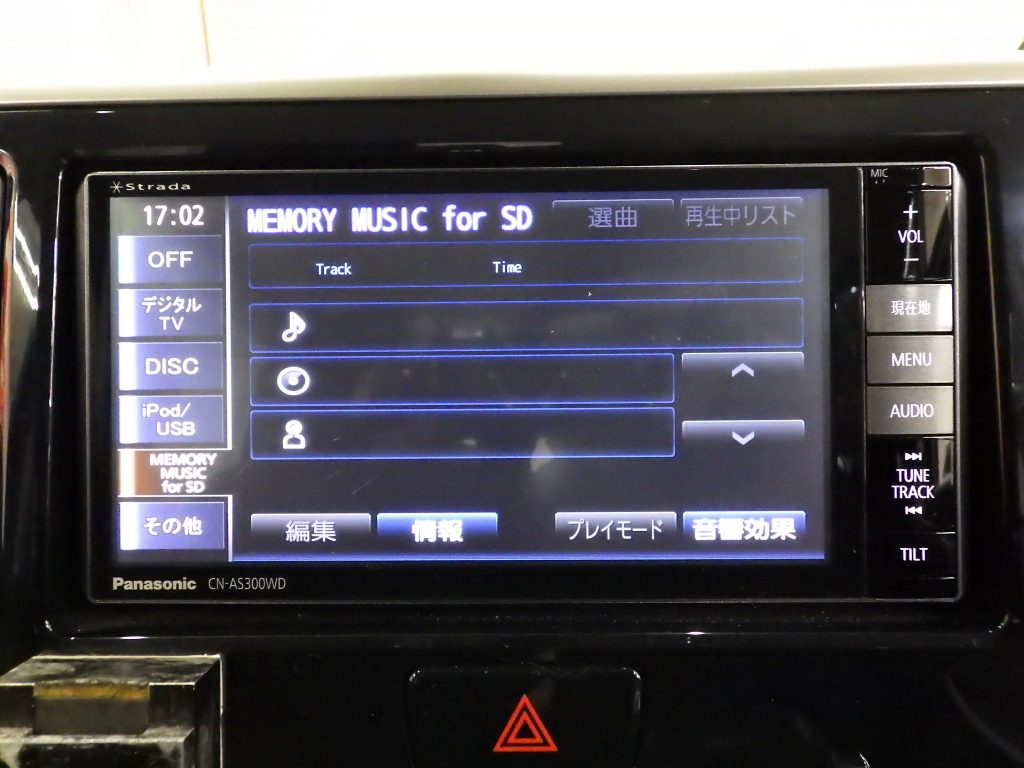 Strada
MIC
17:02
MEMORY MUSIC for SD
選曲
再生中リスト
OFF
Track
Time
デジタル
TV
DISC
iPod/
USB
MEMORY
MUSIC
for SD
その他
編集
情報
プレイモード
音響効果
+
VOL
−
現在地
MENU
AUDIO
TUNE
TRACK
TILT
Panasonic CN-AS300WD